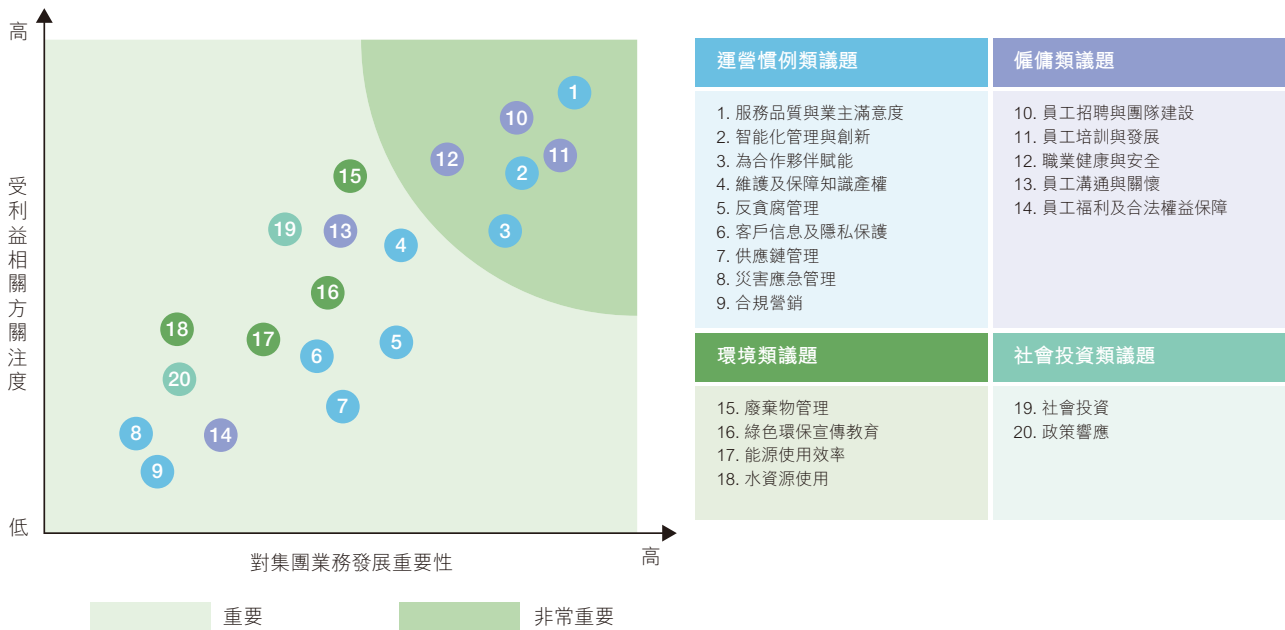 高
受利益相關方關注度
低
1
10
12
11
2
15
3
19
13
4
16
18
17
5
6
20
7
8
14
9
對集團業務發展重要性
高
重要
非常重要
運營慣例類議題
1. 服務品質與業主滿意度
2. 智能化管理與創新
3. 為合作夥伴賦能
4. 維護及保障知識產權
5. 反貪腐管理
6. 客戶信息及隱私保護
7. 供應鏈管理
8. 災害應急管理
9. 合規營銷
僱傭類議題
10. 員工招聘與團隊建設
11. 員工培訓與發展
12. 職業健康與安全
13. 員工溝通與關懷
14. 員工福利及合法權益保障
環境類議題
15. 廢棄物管理
16. 綠色環保宣傳教育
17. 能源使用效率
18. 水資源使用
社會投資類議題
19. 社會投資
20. 政策響應